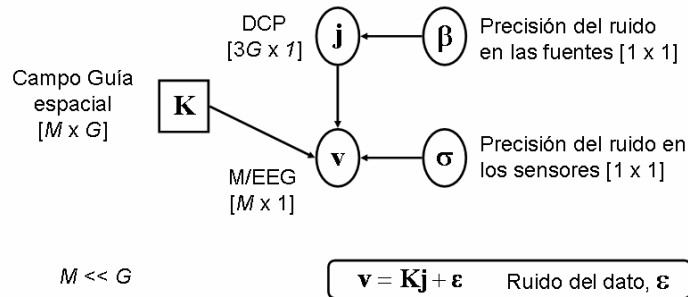 DCP
[3G x 1]
j
β
Precisión del ruido
en las fuentes [1 x 1]
Campo Guía
espacial
[M x G]
K
v
σ
Precisión del ruido en
los sensores [1 x 1]
M/EEG
[M x 1]
M << G
v = Kj + ε
Ruido del dato, ε